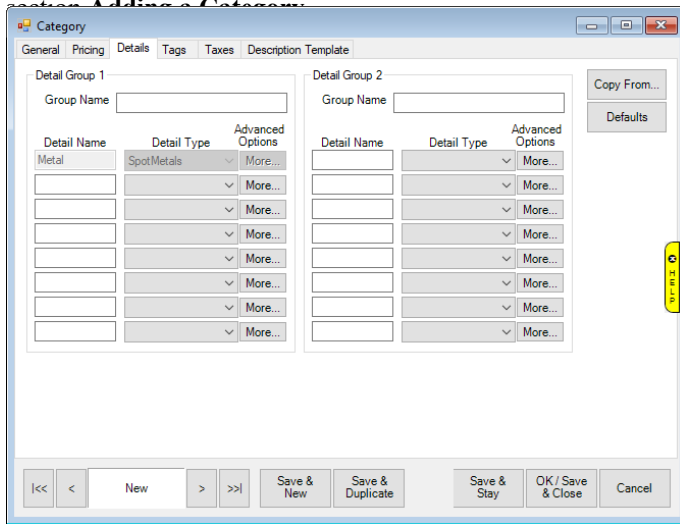 section Adding a Category
Category
General Pricing Details Tags Taxes Description Template
Detail Group 1 Detail Group 2
Copy From...
Group Name Group Name
Defaults
Detail Name Detail Type Advanced Options Detail Name Detail Type Advanced Options
Metal SpotMetals More... More...
More... More...
More... More...
More... More...
More... More...
More... More...
More... More...
More... More...
HELP
|<< < New > >>| Save & New Save & Duplicate Save & Stay OK / Save & Close Cancel